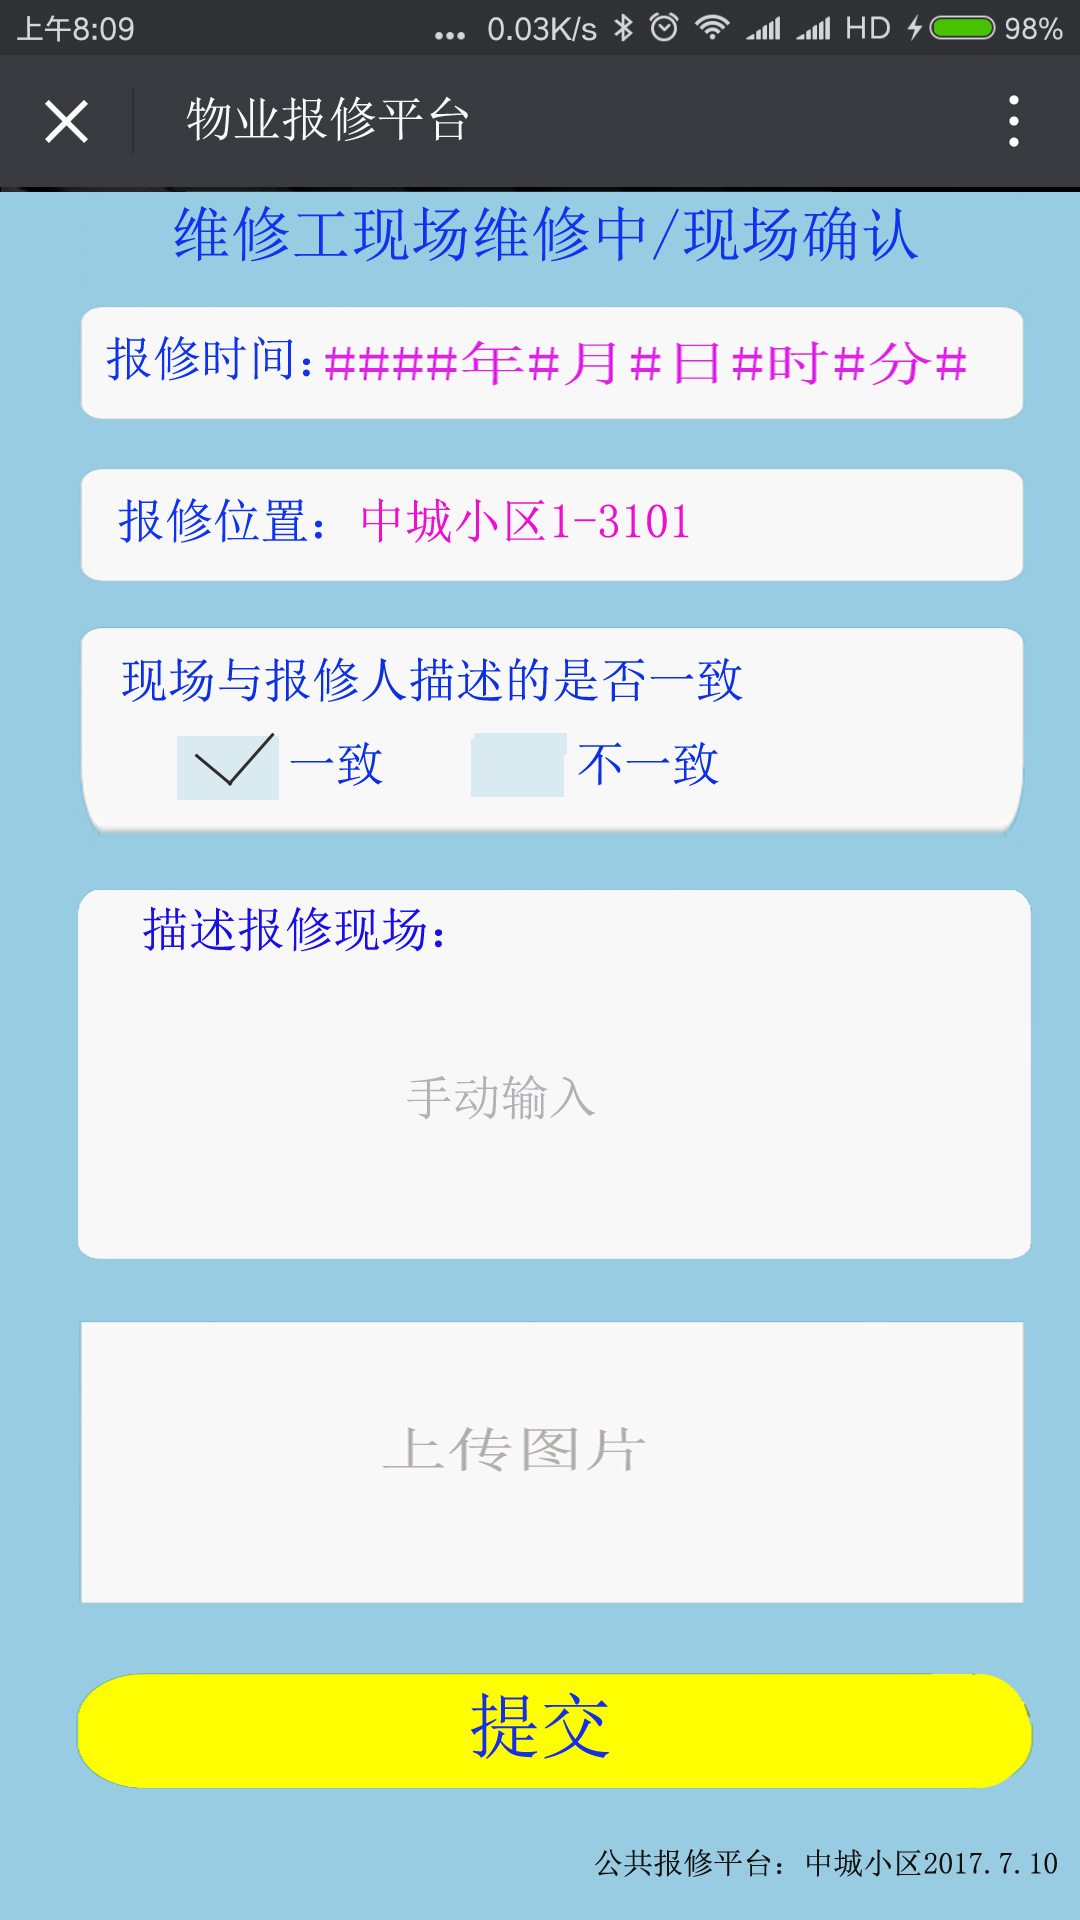 上午8:09
... 0.03K/s HD 98%
物业报修平台
维修工现场维修中/现场确认
报修时间:####年#月#日#时#分#
报修位置: 中城小区1-3101
现场与报修人描述的是否一致
一致 不一致
描述报修现场:
手动输入
上传图片
提交
公共报修平台: 中城小区2017.7.10